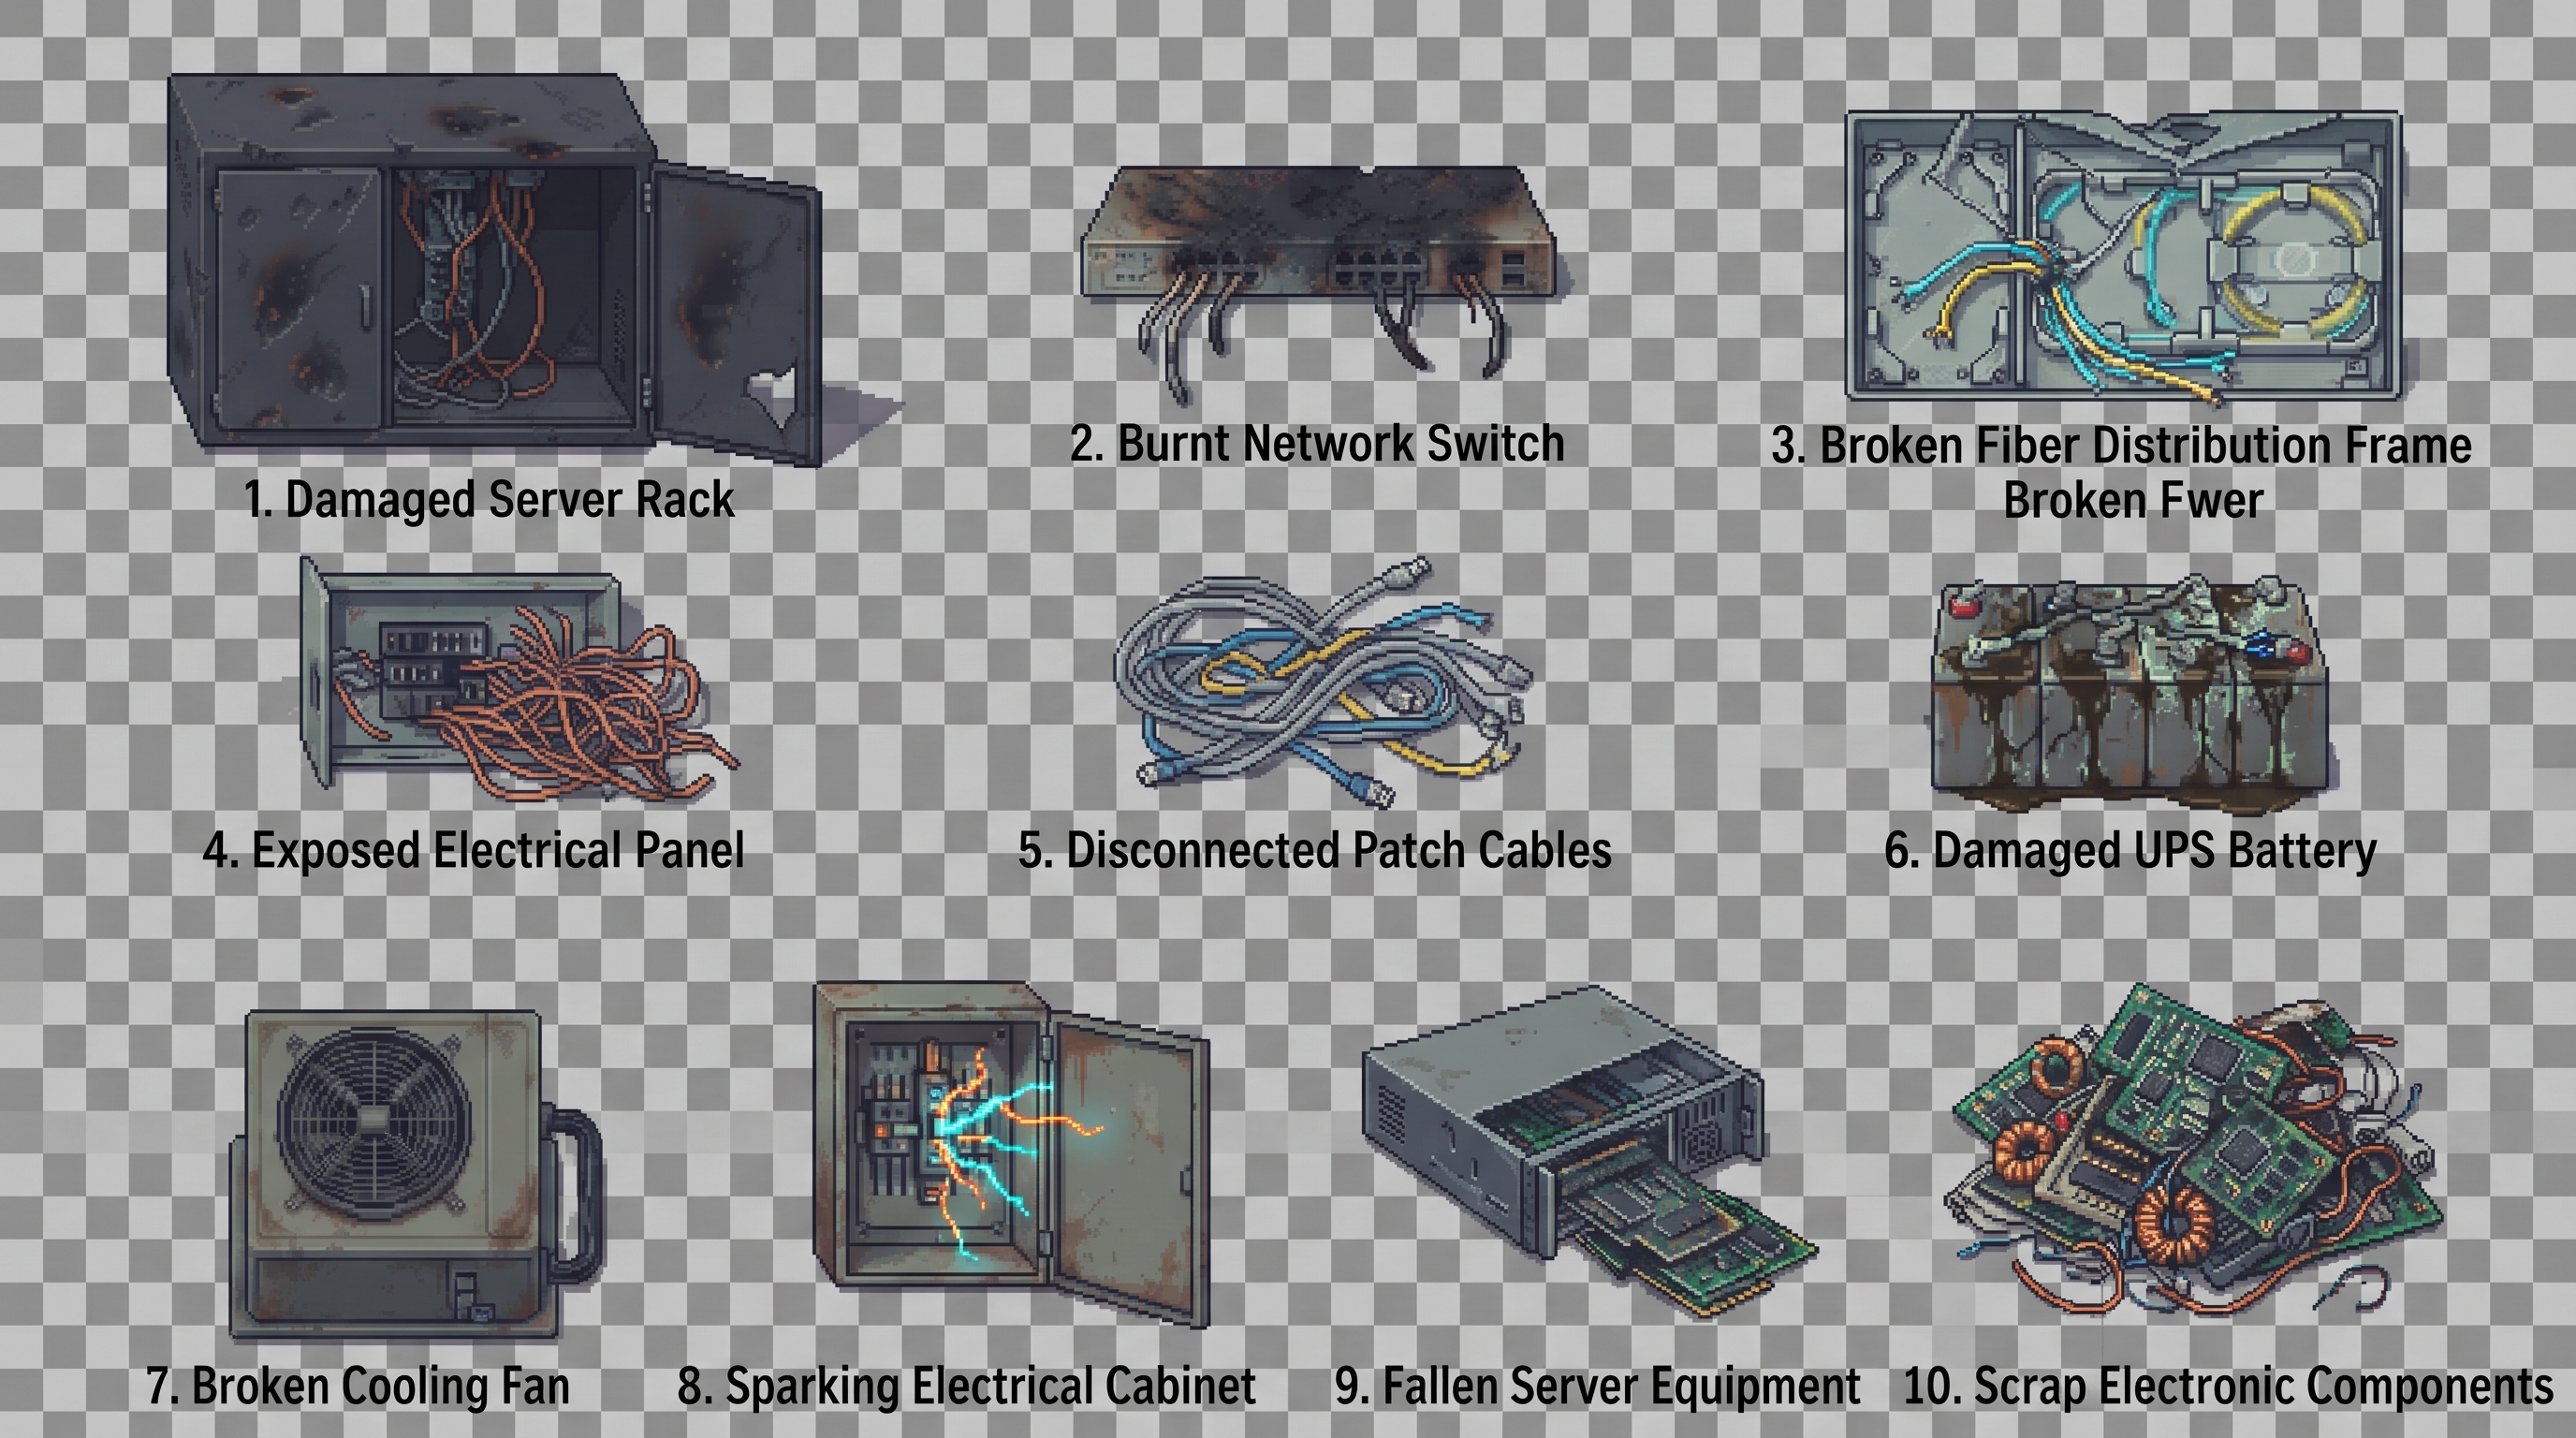 1. Damaged Server Rack
2. Burnt Network Switch
3. Broken Fiber Distribution Frame
Broken Fwer
4. Exposed Electrical Panel
5. Disconnected Patch Cables
6. Damaged UPS Battery
7. Broken Cooling Fan
8. Sparking Electrical Cabinet
9. Fallen Server Equipment
10. Scrap Electronic Components